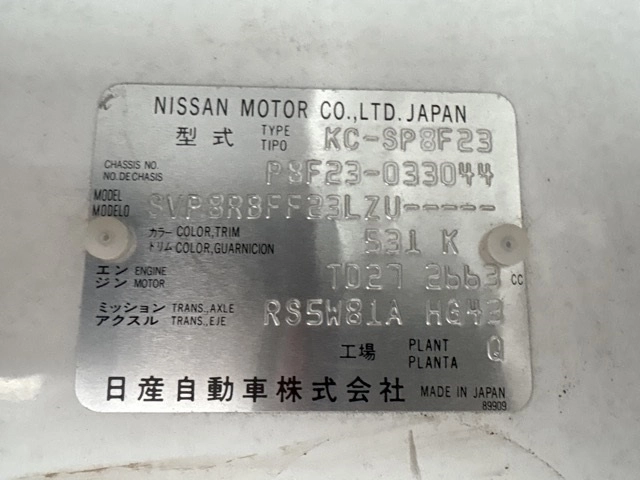 NISSAN MOTOR CO.,LTD. JAPAN
型式 TYPE TIPO KC-SP8F23
CHASSIS NO. NO.DE CHASIS P8F23-033044
MODEL MODELO SVP8RBFF23LZU-----
カラー COLOR,TRIM
トリム COLOR,GUARNICION 531 K
エンジン ENGINE MOTOR TD27 2663 CC
ミッション TRANS.,AXLE
アクスル TRANS.,EJE RS5W81A HG43
工場 PLANT PLANTA Q
日産自動車株式会社 MADE IN JAPAN
89909